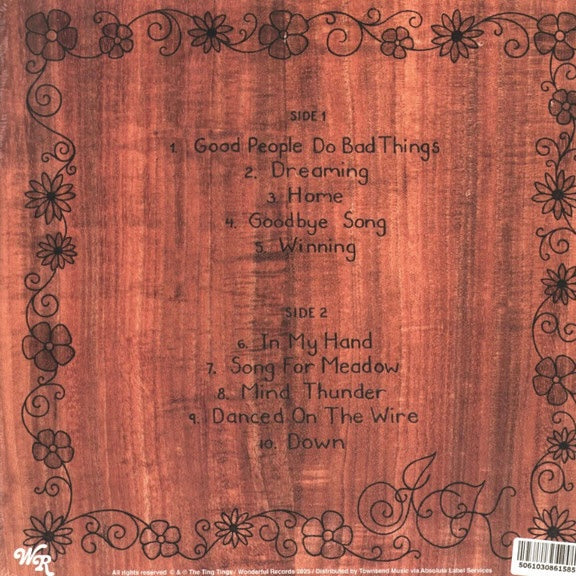 SIDE 1
1. Good People Do Bad Things
2. Dreaming
3. Home
4. Goodbye Song
5. Winning
SIDE 2
6. In My Hand
7. Song For Meadow
8. Mind Thunder
9. Danced On The Wire
10. Down
JK
WR
All rights reserved. © & ℗ The Ting Tings / Wonderful Records 2025 / Distributed by Townsend Music via Absolute Label Services